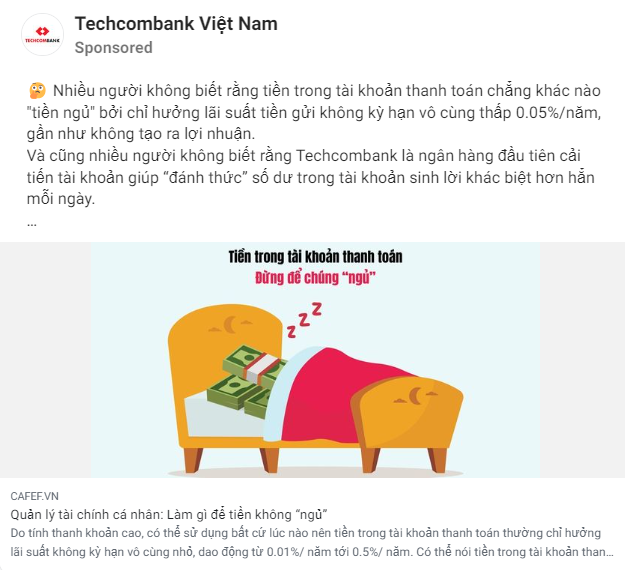 Techcombank Việt Nam
TECHCOMBANK
Sponsored
🤔 Nhiều người không biết rằng tiền trong tài khoản thanh toán chẳng khác nào
"tiền ngủ" bởi chỉ hưởng lãi suất tiền gửi không kỳ hạn vô cùng thấp 0.05%/năm,
gần như không tạo ra lợi nhuận.
Và cũng nhiều người không biết rằng Techcombank là ngân hàng đầu tiên cải
tiến tài khoản giúp “đánh thức” số dư trong tài khoản sinh lời khác biệt hơn hẳn
mỗi ngày.
...
Tiền trong tài khoản thanh toán
Đừng để chúng “ngủ”
z z z
CAFEF.VN
Quản lý tài chính cá nhân: Làm gì để tiền không “ngủ”
Do tính thanh khoản cao, có thể sử dụng bất cứ lúc nào nên tiền trong tài khoản thanh toán thường chỉ hưởng
lãi suất không kỳ hạn vô cùng nhỏ, dao động từ 0.01%/ năm tới 0.5%/ năm. Có thể nói tiền trong tài khoản than...